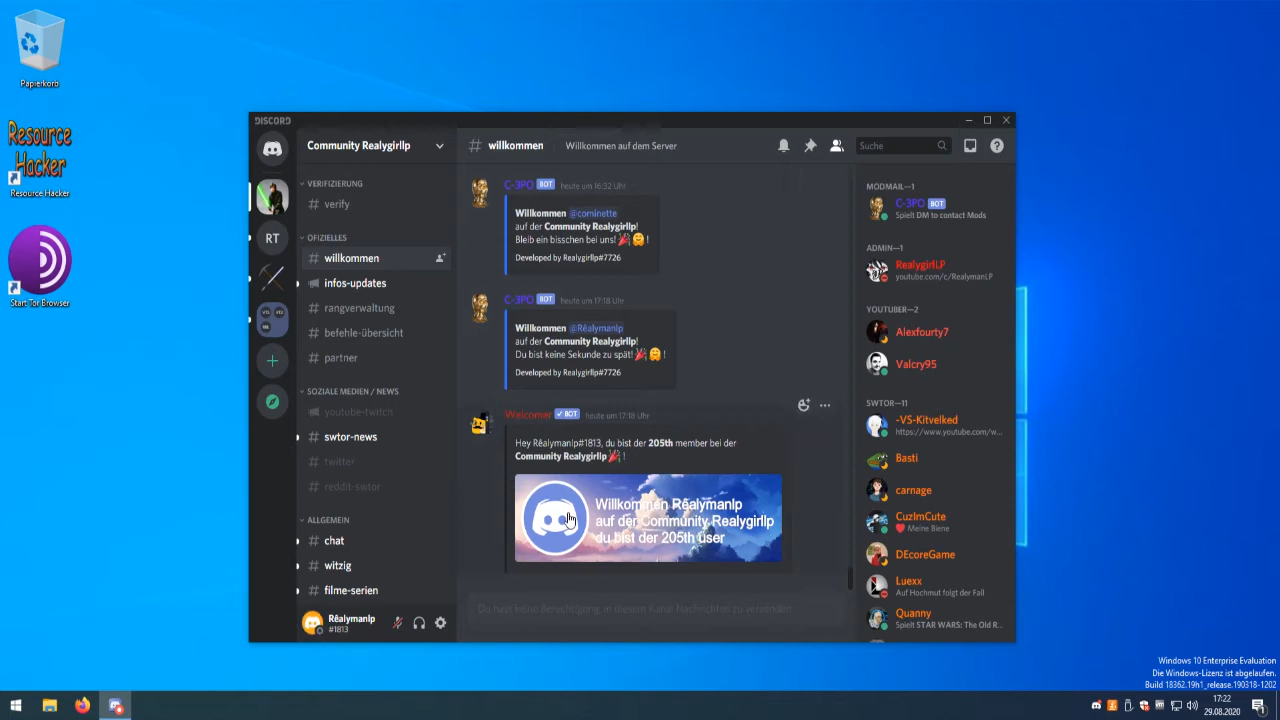 Papierkorb
Resource
Hacker
Resource Hacker
Start Tor Browser
DISCORD
Community Realygirllp
willkommen
Willkommen auf dem Server
Suche
VERIFIZIERUNG
verify
RT
OFIZIELLES
willkommen
infos-updates
rangverwaltung
befehle-übersicht
partner
SOZIALE MEDIEN / NEWS
youtube-twitch
swtor-news
twitter
reddit-swtor
ALLGEMEIN
chat
witzig
filme-serien
Rêalymanlp
#1813
C-3PO BOT heute um 16:32 Uhr
Willkommen @cominette
auf der Community Realygirllp!
Bleib ein bisschen bei uns! !
Developed by Realygirllp#7726
C-3PO BOT heute um 17:18 Uhr
Willkommen @Rêalymanlp
auf der Community Realygirllp!
Du bist keine Sekunde zu spät! !
Developed by Realygirllp#7726
Welcomer BOT heute um 17:18 Uhr
Hey Rêalymanlp#1813, du bist der 205th member bei der
Community Realygirllp !
Willkommen Rêalymanlp
auf der Community Realygirllp
du bist der 205th user
Du hast keine Berechtigung, in diesem Kanal Nachrichten zu versenden.
MODMAIL—1
C-3PO BOT
Spielt DM to contact Mods
ADMIN—1
RealygirlLP
youtube.com/c/RealymanLP
YOUTUBER—2
Alexfourty7
Valcry95
SWTOR—11
-VS-Kitvelked
https://www.youtube.com/w...
Basti
carnage
CuzImCute
Meine Biene
DEcoreGame
Luexx
Auf Hochmut folgt der Fall
Quanny
Spielt STAR WARS: The Old R...
Windows 10 Enterprise Evaluation
Die Windows-Lizenz ist abgelaufen.
Build 18362.19h1_release.190318-1202
17:22
29.08.2020